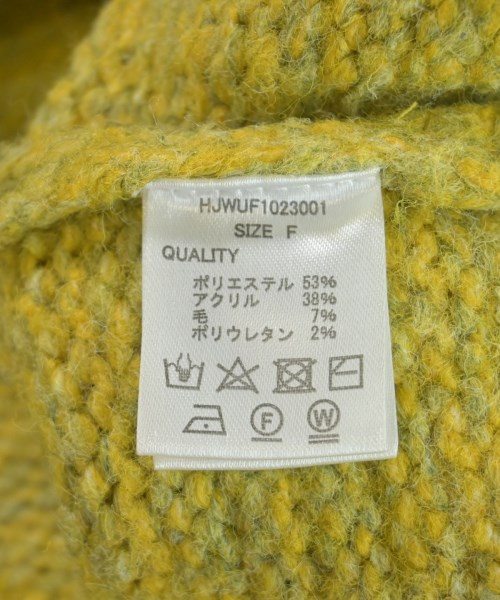 HJWUF1023001
SIZE F
QUALITY
ポリエステル 53%
アクリル 38%
毛 7%
ポリウレタン 2%
F W